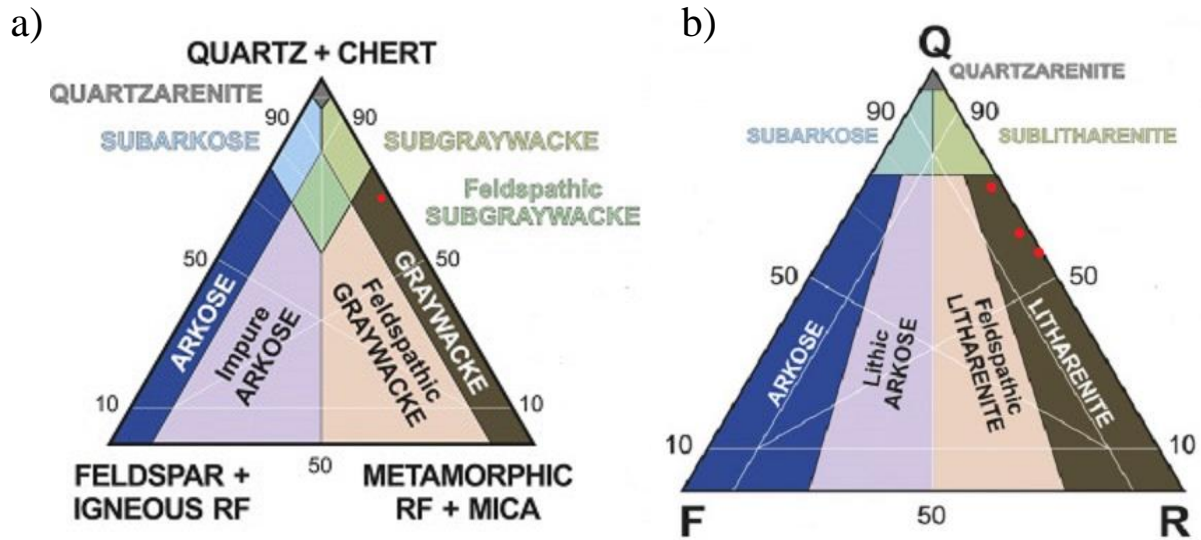 a)
QUARTZ + CHERT
QUARTZARENITE
90
90
SUBARKOSE
SUBGRAYWACKE
Feldspathic
SUBGRAYWACKE
50
50
ARKOSE
Impure
ARKOSE
Feldspathic
GRAYWACKE
GRAYWACKE
10
10
50
FELDSPAR +
IGNEOUS RF
METAMORPHIC
RF + MICA
b)
Q
QUARTZARENITE
90
90
SUBARKOSE
SUBLITHARENITE
50
50
ARKOSE
Lithic
ARKOSE
Feldspathic
LITHARENITE
LITHARENITE
10
10
F
50
R